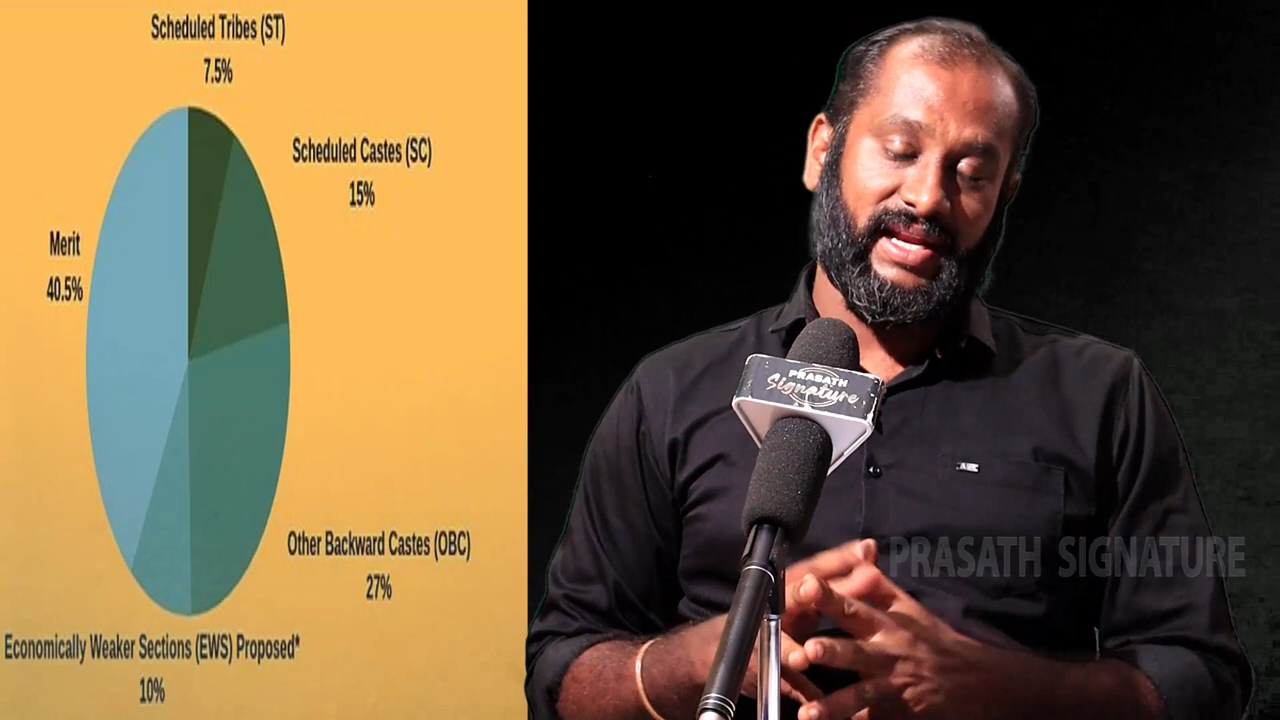 Scheduled Tribes (ST)
7.5%
Scheduled Castes (SC)
15%
Merit
40.5%
Other Backward Castes (OBC)
27%
Economically Weaker Sections (EWS) Proposed*
10%
PRASATH
Signature
PRASATH SIGNATURE